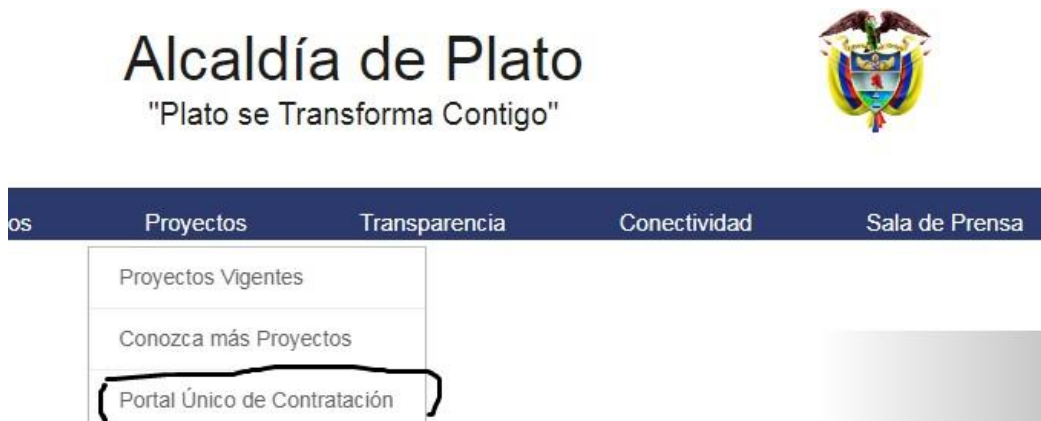 Alcaldía de Plato
"Plato se Transforma Contigo"
os Proyectos Transparencia Conectividad Sala de Prensa
Proyectos Vigentes
Conozca más Proyectos
Portal Único de Contratación